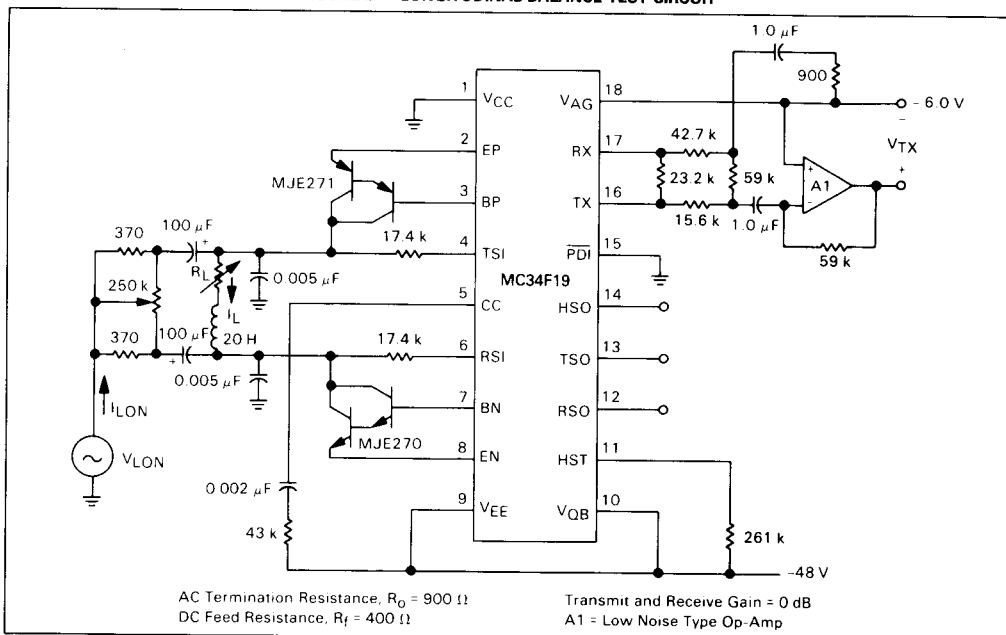 LONGITUDINAL BALANCE TEST CIRCUIT
1.0 μF
900
1
VCC
VAG
18
- 6.0 V
−
VTX
+
2
EP
RX
17
42.7 k
MJE271
23.2 k
59 k
+
A1
−
3
BP
TX
16
15.6 k
1.0 μF
370
100 μF
+
17.4 k
4
TSI
PDI
15
59 k
RL
0.005 μF
MC34F19
250 k
IL
5
CC
HSO
14
100 μF
20 H
370
+
17.4 k
6
RSI
TSO
13
0.005 μF
ILON
7
BN
RSO
12
MJE270
VLON
8
EN
HST
11
0 002 μF
9
VEE
VQB
10
43 k
261 k
−48 V
AC Termination Resistance, Ro = 900 Ω
DC Feed Resistance, Rf = 400 Ω
Transmit and Receive Gain = 0 dB
A1 = Low Noise Type Op-Amp